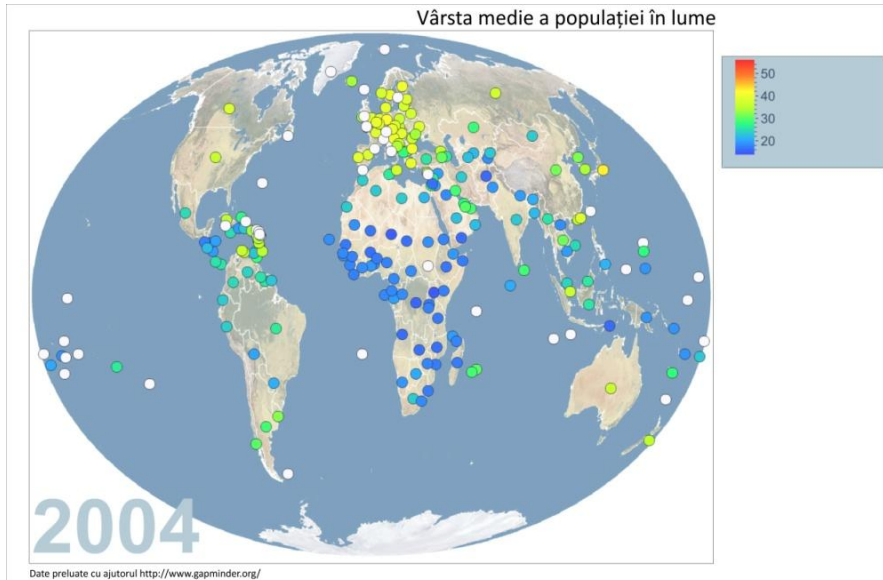 Vârsta medie a populației în lume
50
40
30
20
2004
Date preluate cu ajutorul http://www.gapminder.org/